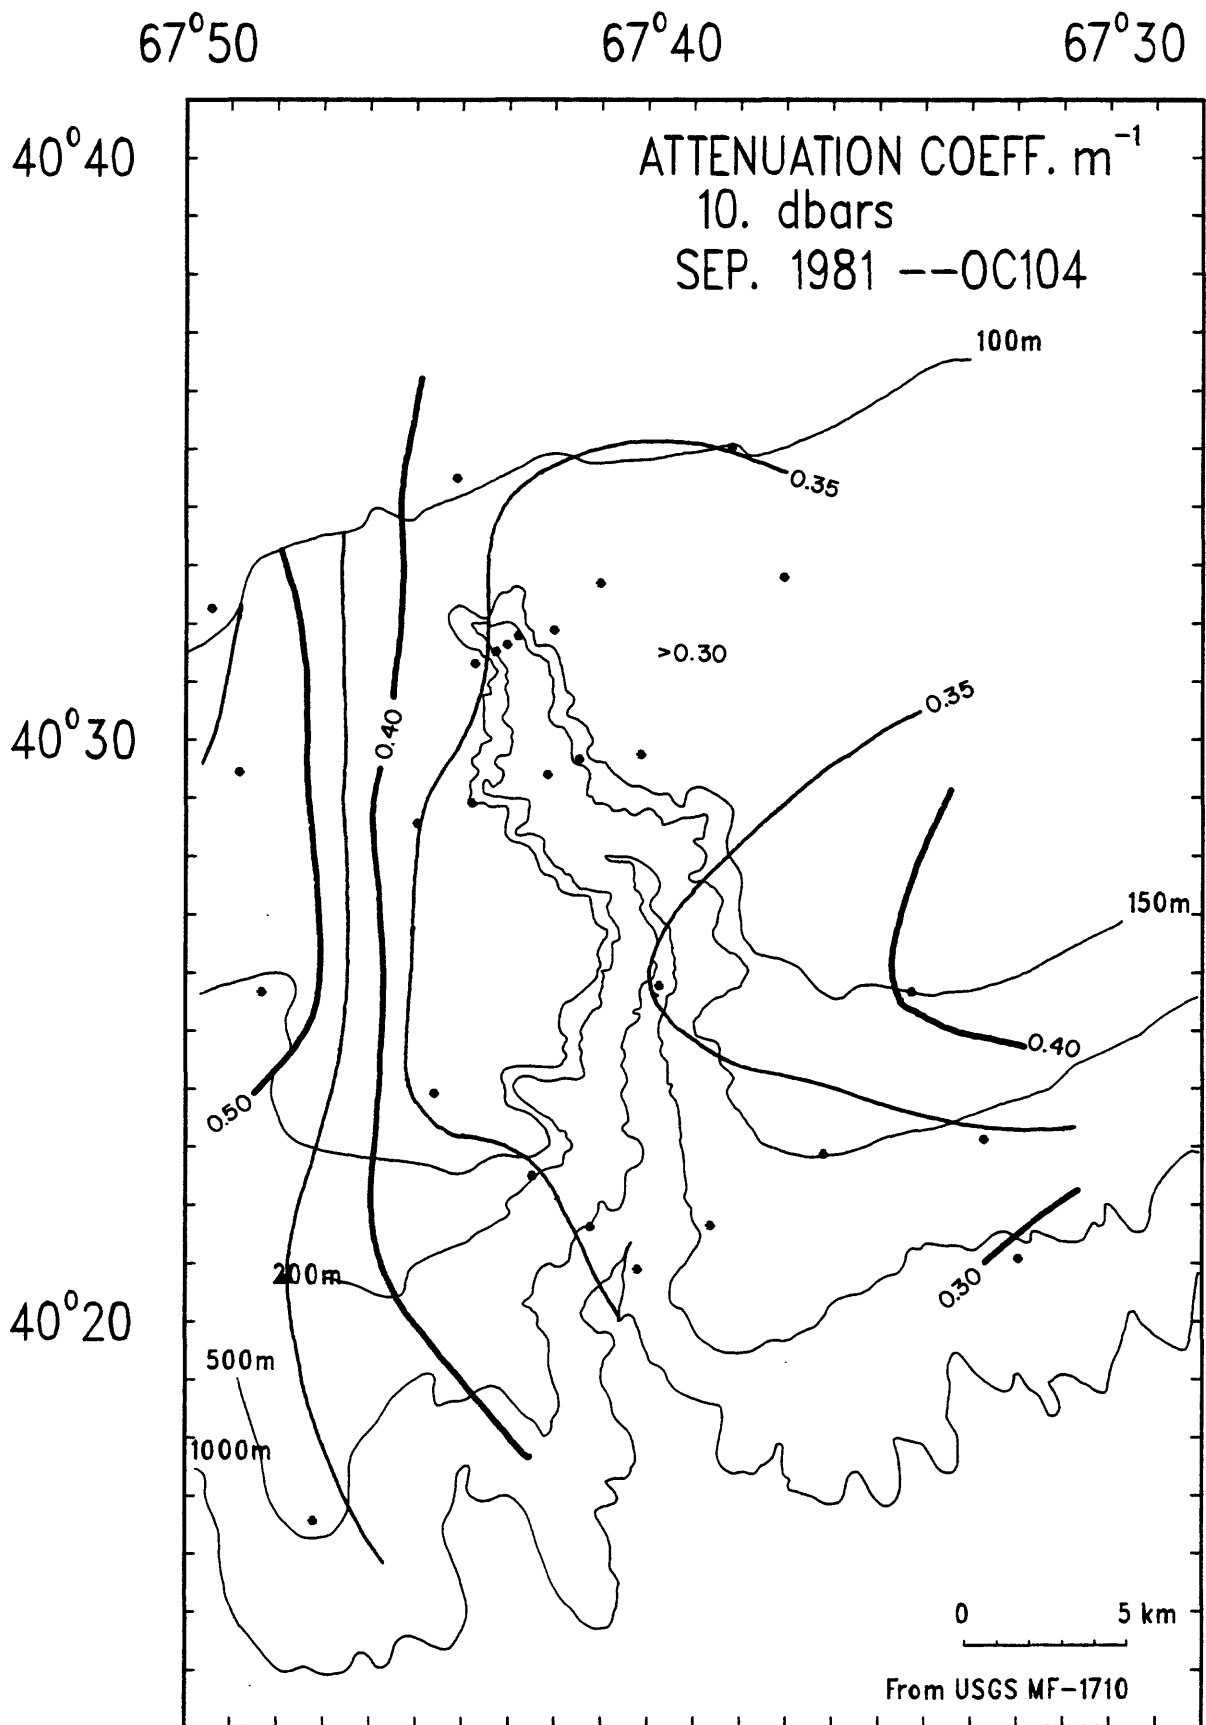 67°50 67°40 67°30
40°40
ATTENUATION COEFF. m⁻¹
10. dbars
SEP. 1981 --OC104
100m
0.35
>0.30
0.35
40°30
0.40
150m
0.40
0.50
200m
0.30
40°20
500m
1000m
0 5 km
From USGS MF-1710